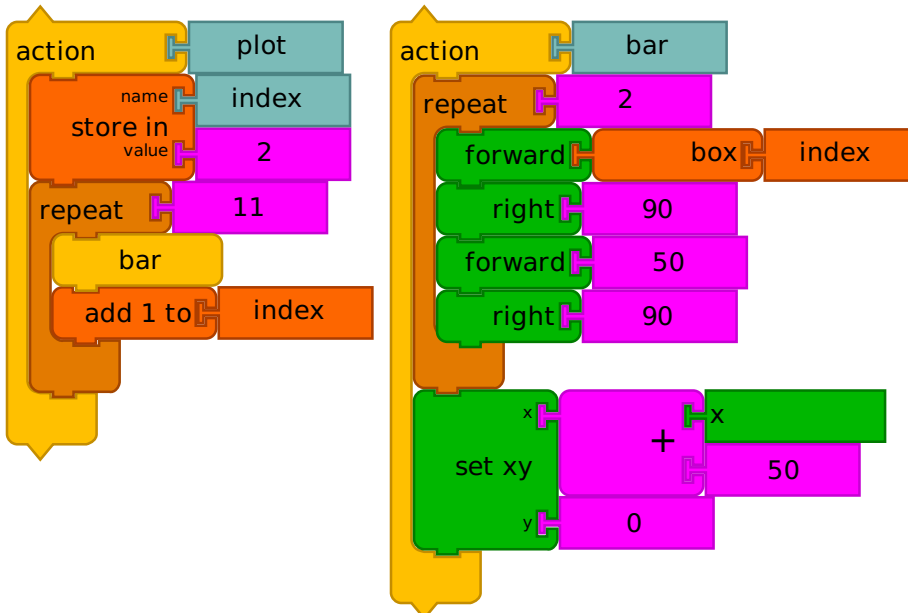 action plot
name index
store in
value 2
repeat 11
bar
add 1 to index
action bar
repeat 2
forward box index
right 90
forward 50
right 90
x x
+
set xy 50
y 0